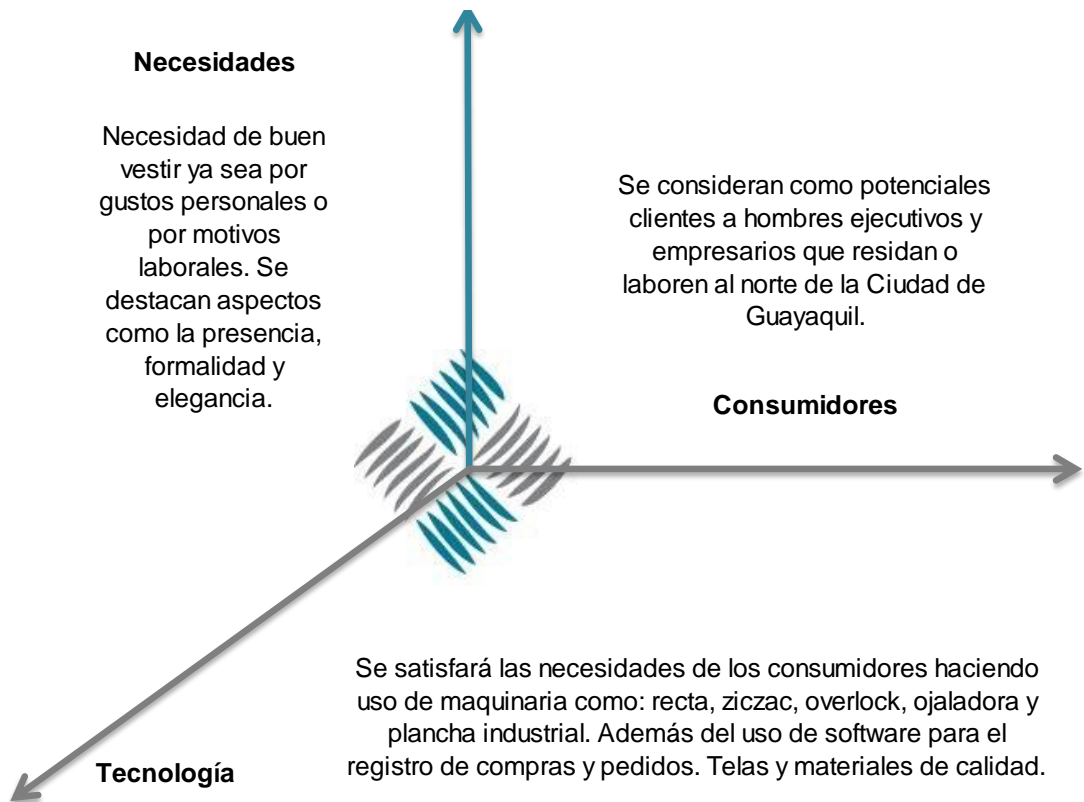 Necesidades
Necesidad de buen
vestir ya sea por
gustos personales o
por motivos
laborales. Se
destacan aspectos
como la presencia,
formalidad y
elegancia.
Se consideran como potenciales
clientes a hombres ejecutivos y
empresarios que residan o
laboren al norte de la Ciudad de
Guayaquil.
Consumidores
Se satisfará las necesidades de los consumidores haciendo
uso de maquinaria como: recta, ziczac, overlock, ojaladora y
plancha industrial. Además del uso de software para el
registro de compras y pedidos. Telas y materiales de calidad.
Tecnología